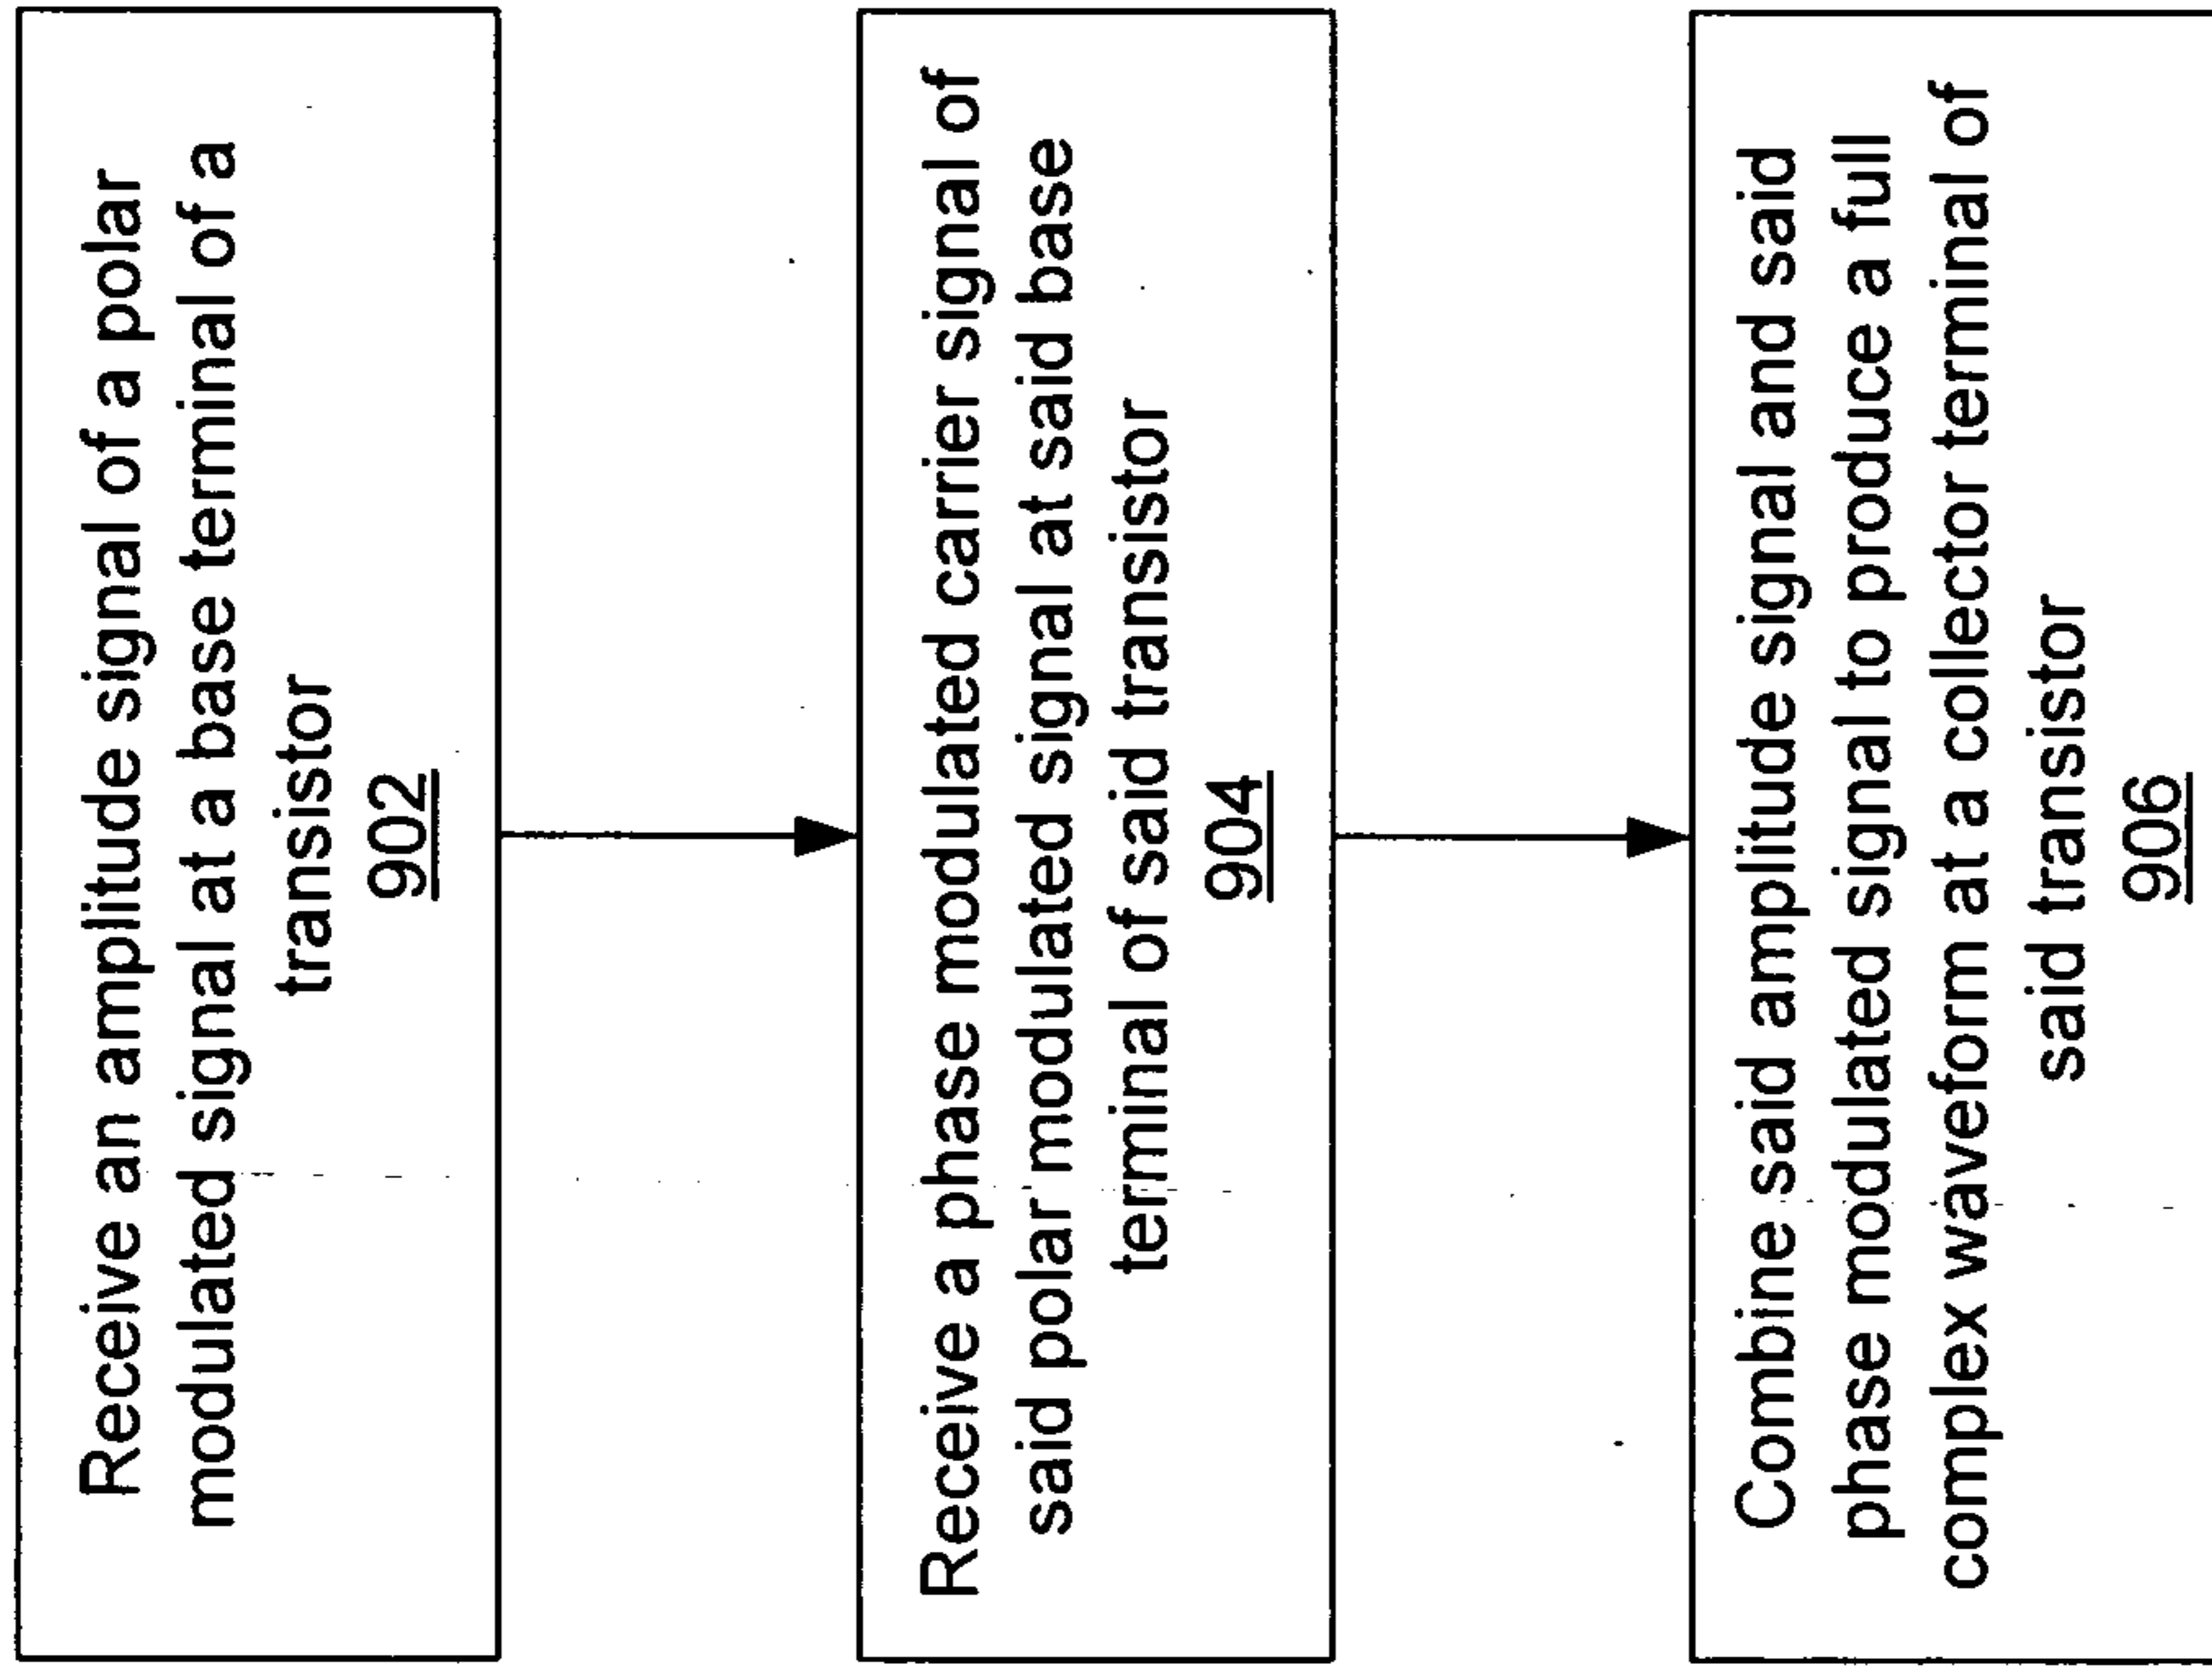 Receive an amplitude signal of a polar
modulated signal at a base terminal of a
transistor
902
Receive a phase modulated carrier signal of
said polar modulated signal at said base
terminal of said transistor
904
Combine said amplitude signal and said
phase modulated signal to produce a full
complex waveform at a collector terminal of
said transistor
906